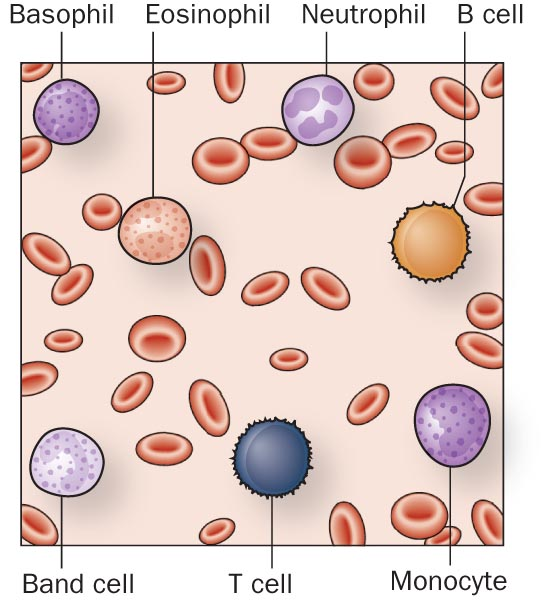 Basophil
Eosinophil
Neutrophil
B cell
Band cell
T cell
Monocyte